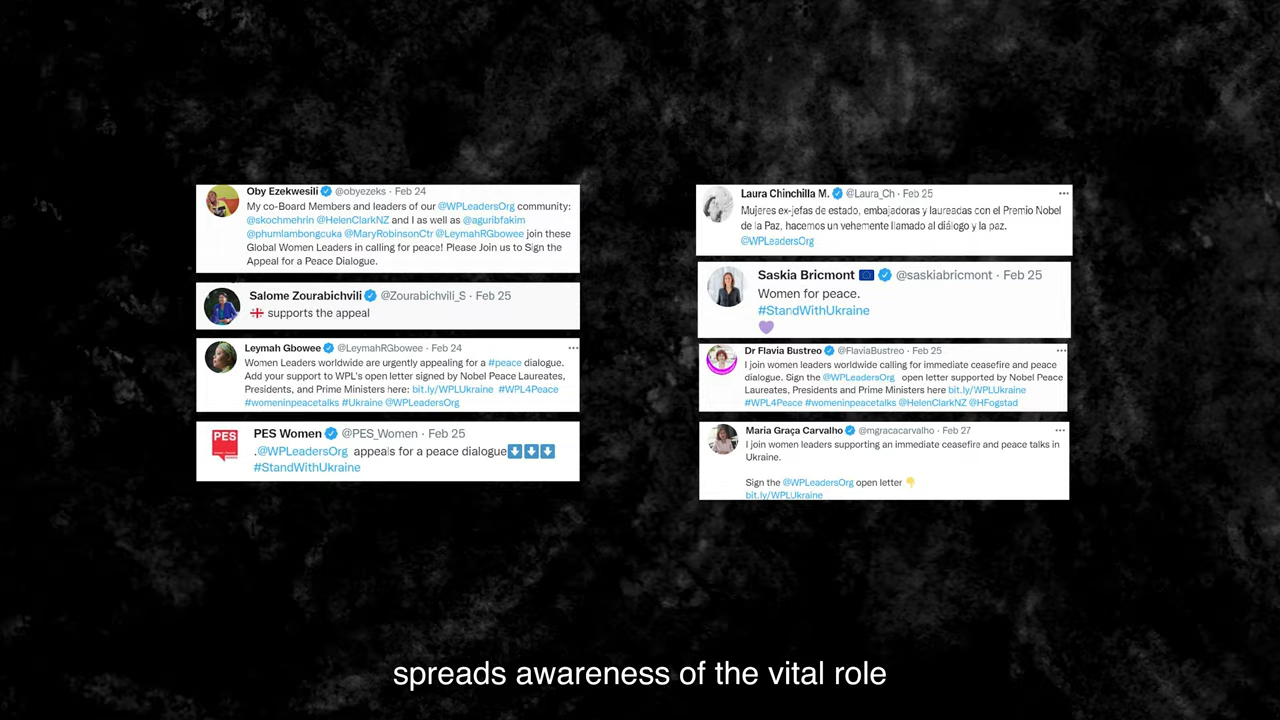 Oby Ezekwesili @obyezeks · Feb 24
My co-Board Members and leaders of our @WPLeadersOrg community:
@skochmehrin @HelenClarkNZ and I as well as @aguribfakim
@phumlambongcuka @MaryRobinsonCtr @LeymahRGbowee join these
Global Women Leaders in calling for peace! Please Join us to Sign the
Appeal for a Peace Dialogue.
Salome Zourabichvili @Zourabichvili_S · Feb 25
🇬🇪 supports the appeal
Leymah Gbowee @LeymahRGbowee · Feb 24
Women Leaders worldwide are urgently appealing for a #peace dialogue.
Add your support to WPL's open letter signed by Nobel Peace Laureates,
Presidents, and Prime Ministers here: bit.ly/WPLUkraine #WPL4Peace
#womeninpeacetalks #Ukraine @WPLeadersOrg
PES
PES Women @PES_Women · Feb 25
.@WPLeadersOrg appeals for a peace dialogue⬇️⬇️⬇️
#StandWithUkraine
Laura Chinchilla M. @Laura_Ch · Feb 25
Mujeres ex-jefas de estado, embajadoras y laureadas con el Premio Nobel
de la Paz, hacemos un vehemente llamado al diálogo y la paz.
@WPLeadersOrg
Saskia Bricmont 🇪🇺 @saskiabricmont · Feb 25
Women for peace.
#StandWithUkraine
💜
Dr Flavia Bustreo @FlaviaBustreo · Feb 25
I join women leaders worldwide calling for immediate ceasefire and peace
dialogue. Sign the @WPLeadersOrg open letter supported by Nobel Peace
Laureates, Presidents and Prime Ministers here bit.ly/WPLUkraine
#WPL4Peace #womeninpeacetalks @HelenClarkNZ @HFogstad
Maria Graça Carvalho @mgracacarvalho · Feb 27
I join women leaders supporting an immediate ceasefire and peace talks in
Ukraine.
Sign the @WPLeadersOrg open letter 👇
bit.ly/WPLUkraine
spreads awareness of the vital role